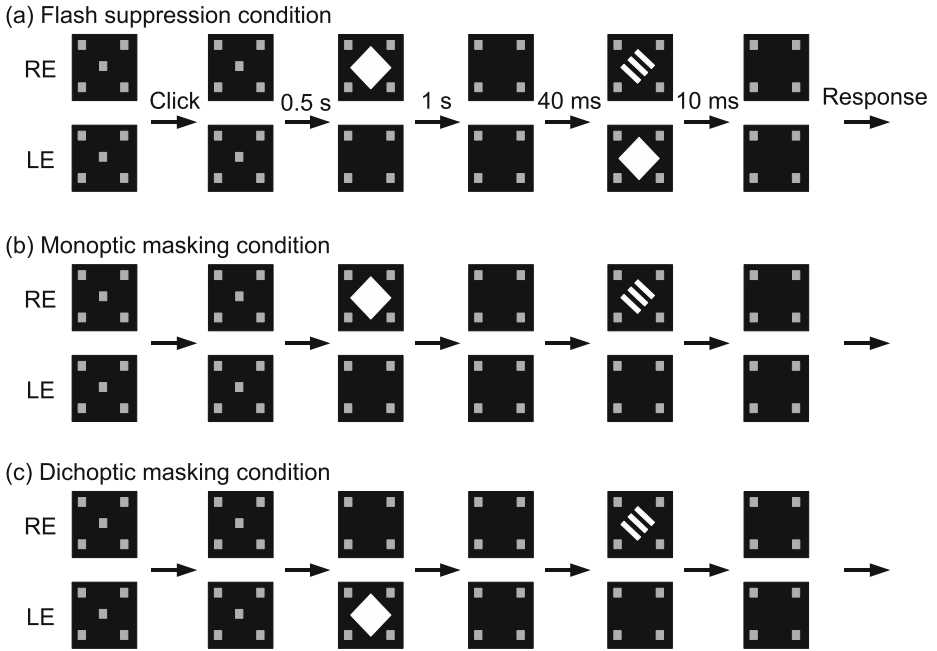 (a) Flash suppression condition
RE
Click 0.5 s 1 s 40 ms 10 ms Response
LE
(b) Monoptic masking condition
RE
LE
(c) Dichoptic masking condition
RE
LE